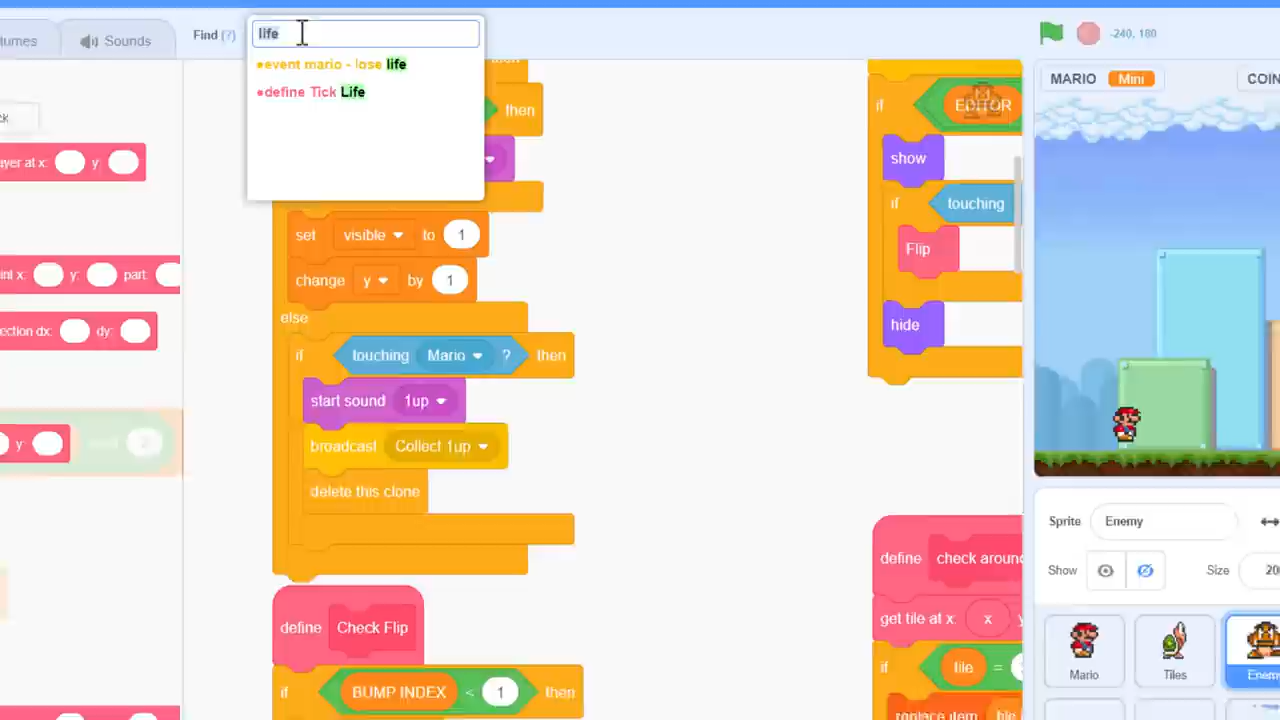 tumes
Sounds
Find (?)
life
event mario - lose life
define Tick Life
-240, 180
MARIO Mini
COIN
then
ck
ayer at x: y:
int x: y: part:
ection dx: dy:
y:
then
set visible to 1
change y by 1
else
if touching Mario ? then
start sound 1up
broadcast Collect 1up
delete this clone
define Check Flip
if BUMP INDEX < 1 then
if EDITOR
show
if touching
Flip
hide
define check around
get tile at x: x y
if tile =
replace item tile
Sprite Enemy
Show Size 20
Mario
Tiles
Enem